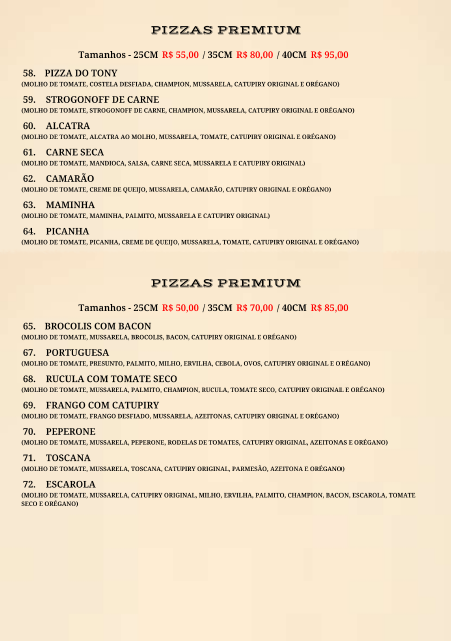 PIZZAS PREMIUM
Tamanhos - 25CM R$ 55,00 / 35CM R$ 80,00 / 40CM R$ 95,00
58. PIZZA DO TONY
(MOLHO DE TOMATE, COSTELA DESFIADA, CHAMPION, MUSSARELA, CATUPIRY ORIGINAL E ORÉGANO)
59. STROGONOFF DE CARNE
(MOLHO DE TOMATE, STROGONOFF DE CARNE, CHAMPION, MUSSARELA, CATUPIRY ORIGINAL E ORÉGANO)
60. ALCATRA
(MOLHO DE TOMATE, ALCATRA AO MOLHO, MUSSARELA, TOMATE, CATUPIRY ORIGINAL E ORÉGANO)
61. CARNE SECA
(MOLHO DE TOMATE, MANDIOCA, SALSA, CARNE SECA, MUSSARELA E CATUPIRY ORIGINAL)
62. CAMARÃO
(MOLHO DE TOMATE, CREME DE QUEIJO, MUSSARELA, CAMARÃO, CATUPIRY ORIGINAL E ORÉGANO)
63. MAMINHA
(MOLHO DE TOMATE, MAMINHA, PALMITO, MUSSARELA E CATUPIRY ORIGINAL)
64. PICANHA
(MOLHO DE TOMATE, PICANHA, CREME DE QUEIJO, MUSSARELA, TOMATE, CATUPIRY ORIGINAL E ORÉGANO)
PIZZAS PREMIUM
Tamanhos - 25CM R$ 50,00 / 35CM R$ 70,00 / 40CM R$ 85,00
65. BROCOLIS COM BACON
(MOLHO DE TOMATE, MUSSARELA, BROCOLIS, BACON, CATUPIRY ORIGINAL E ORÉGANO)
67. PORTUGUESA
(MOLHO DE TOMATE, PRESUNTO, PALMITO, MILHO, ERVILHA, CEBOLA, OVOS, CATUPIRY ORIGINAL E ORÉGANO)
68. RUCULA COM TOMATE SECO
(MOLHO DE TOMATE, MUSSARELA, PALMITO, CHAMPION, RUCULA, TOMATE SECO, CATUPIRY ORIGINAL E ORÉGANO)
69. FRANGO COM CATUPIRY
(MOLHO DE TOMATE, FRANGO DESFIADO, MUSSARELA, AZEITONAS, CATUPIRY ORIGINAL E ORÉGANO)
70. PEPERONE
(MOLHO DE TOMATE, MUSSARELA, PEPERONE, RODELAS DE TOMATES, CATUPIRY ORIGINAL, AZEITONAS E ORÉGANO)
71. TOSCANA
(MOLHO DE TOMATE, MUSSARELA, TOSCANA, CATUPIRY ORIGINAL, PARMESÃO, AZEITONA E ORÉGANO)
72. ESCAROLA
(MOLHO DE TOMATE, MUSSARELA, CATUPIRY ORIGINAL, MILHO, ERVILHA, PALMITO, CHAMPION, BACON, ESCAROLA, TOMATE
SECO E ORÉGANO)